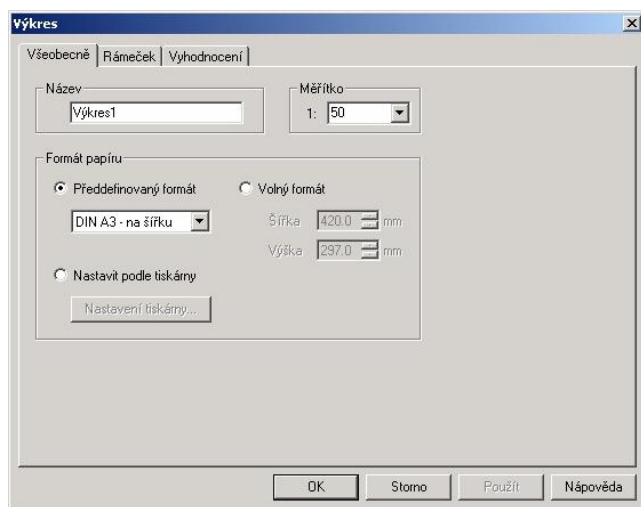 Výkres
Všeobecně Rámeček Vyhodnocení
Název
Výkres1
Měřítko
1: 50
Formát papíru
Předdefinovaný formát
DIN A3 - na šířku
Volný formát
Šířka 420.0 mm
Výška 297.0 mm
Nastavit podle tiskárny
Nastavení tiskárny...
OK Storno Použít Nápověda